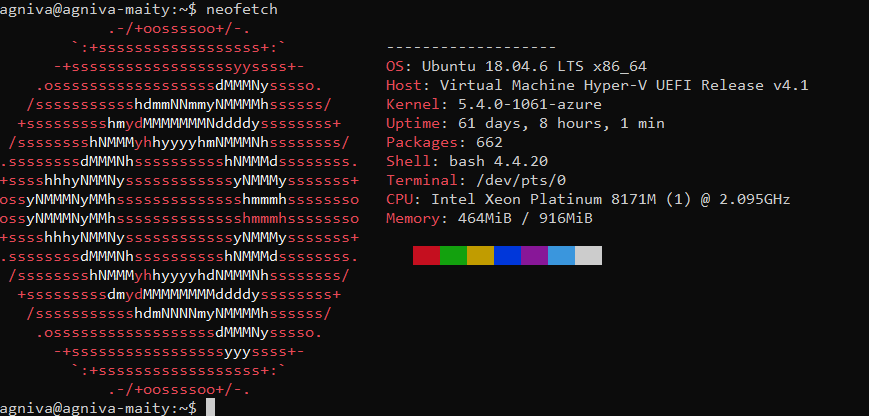 agniva@agniva-maity:~$ neofetch
            .-/+oossssoo+/-.
        `:+ssssssssssssssssss+:`           -------------------
      -+ssssssssssssssssssyyssss+-         OS: Ubuntu 18.04.6 LTS x86_64
    .ossssssssssssssssssdMMMNysssso.       Host: Virtual Machine Hyper-V UEFI Release v4.1
   /ssssssssssshdmmNNmmyNMMMMhssssss/      Kernel: 5.4.0-1061-azure
  +ssssssssshmydMMMMMMMNddddyssssssss+     Uptime: 61 days, 8 hours, 1 min
 /sssssssshNMMMyhhyyyyhmNMMMNhssssssss/    Packages: 662
.ssssssssdMMMNhsssssssssshNMMMdssssssss.   Shell: bash 4.4.20
+sssshhhyNMMNyssssssssssssyNMMMysssssss+   Terminal: /dev/pts/0
ossyNMMMNyMMhsssssssssssssshmmmhssssssso   CPU: Intel Xeon Platinum 8171M (1) @ 2.095GHz
ossyNMMMNyMMhsssssssssssssshmmmhssssssso   Memory: 464MiB / 916MiB
+sssshhhyNMMNyssssssssssssyNMMMysssssss+
.ssssssssdMMMNhsssssssssshNMMMdssssssss.
 /sssssssshNMMMyhhyyyyhdNMMMNhssssssss/
  +sssssssssdmydMMMMMMMMddddyssssssss+
   /ssssssssssshdmNNNNmyNMMMMhssssss/
    .ossssssssssssssssssdMMMNysssso.
      -+sssssssssssssssssyyyssss+-
        `:+ssssssssssssssssss+:`
            .-/+oossssoo+/-.
agniva@agniva-maity:~$